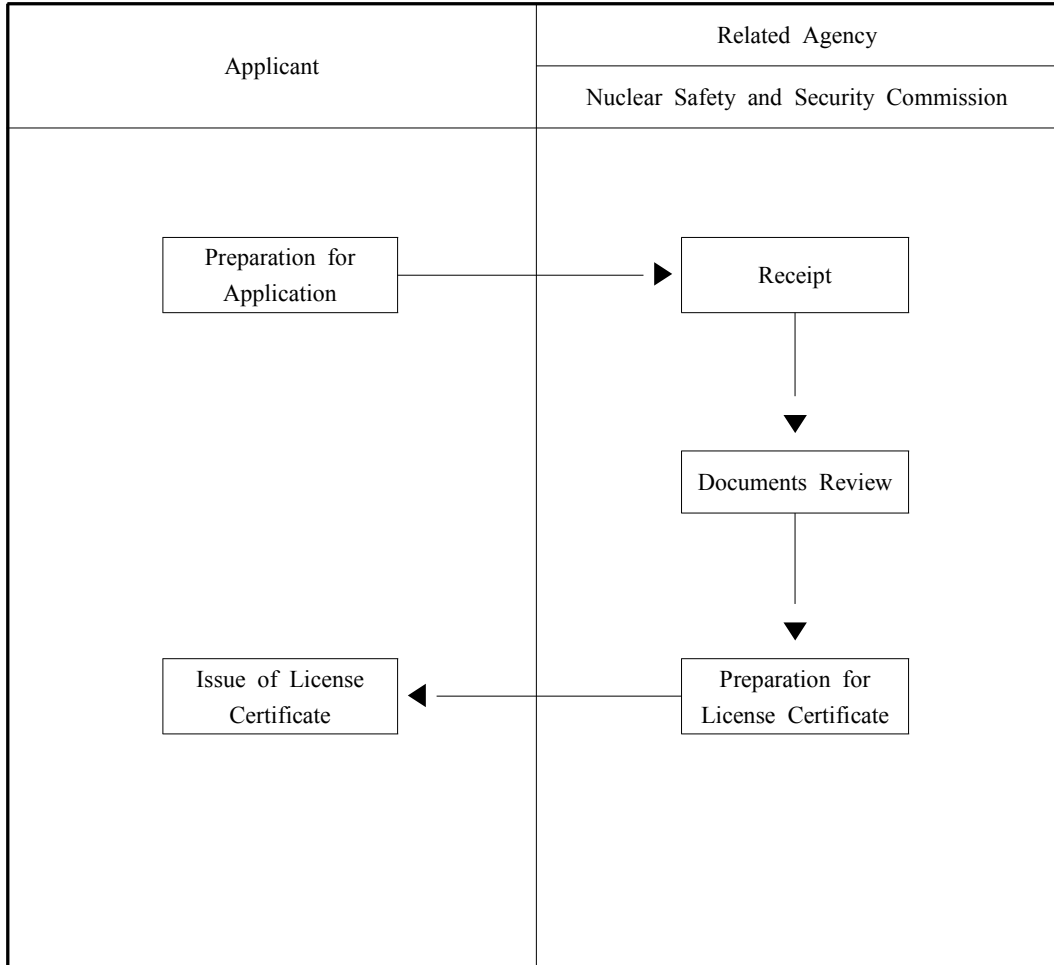 Applicant
Related Agency
Nuclear Safety and Security Commission
Preparation for
Application
Receipt
Documents Review
Issue of License
Certificate
Preparation for
License Certificate